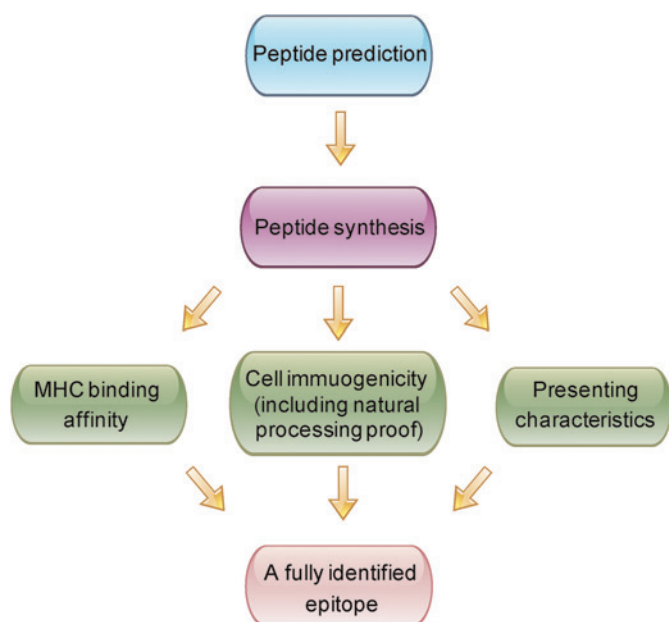 Peptide prediction
Peptide synthesis
MHC binding
affinity
Cell immuogenicity
(including natural
processing proof)
Presenting
characteristics
A fully identified
epitope